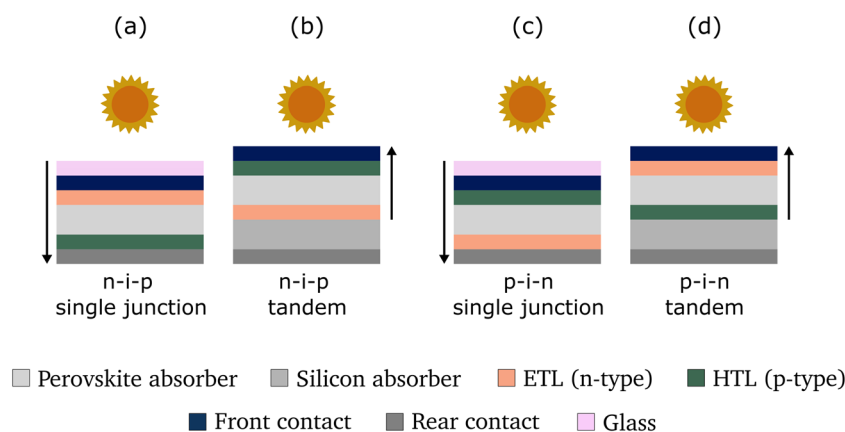 (a)
(b)
(c)
(d)
n-i-p
single junction
n-i-p
tandem
p-i-n
single junction
p-i-n
tandem
Perovskite absorber
Silicon absorber
ETL (n-type)
HTL (p-type)
Front contact
Rear contact
Glass